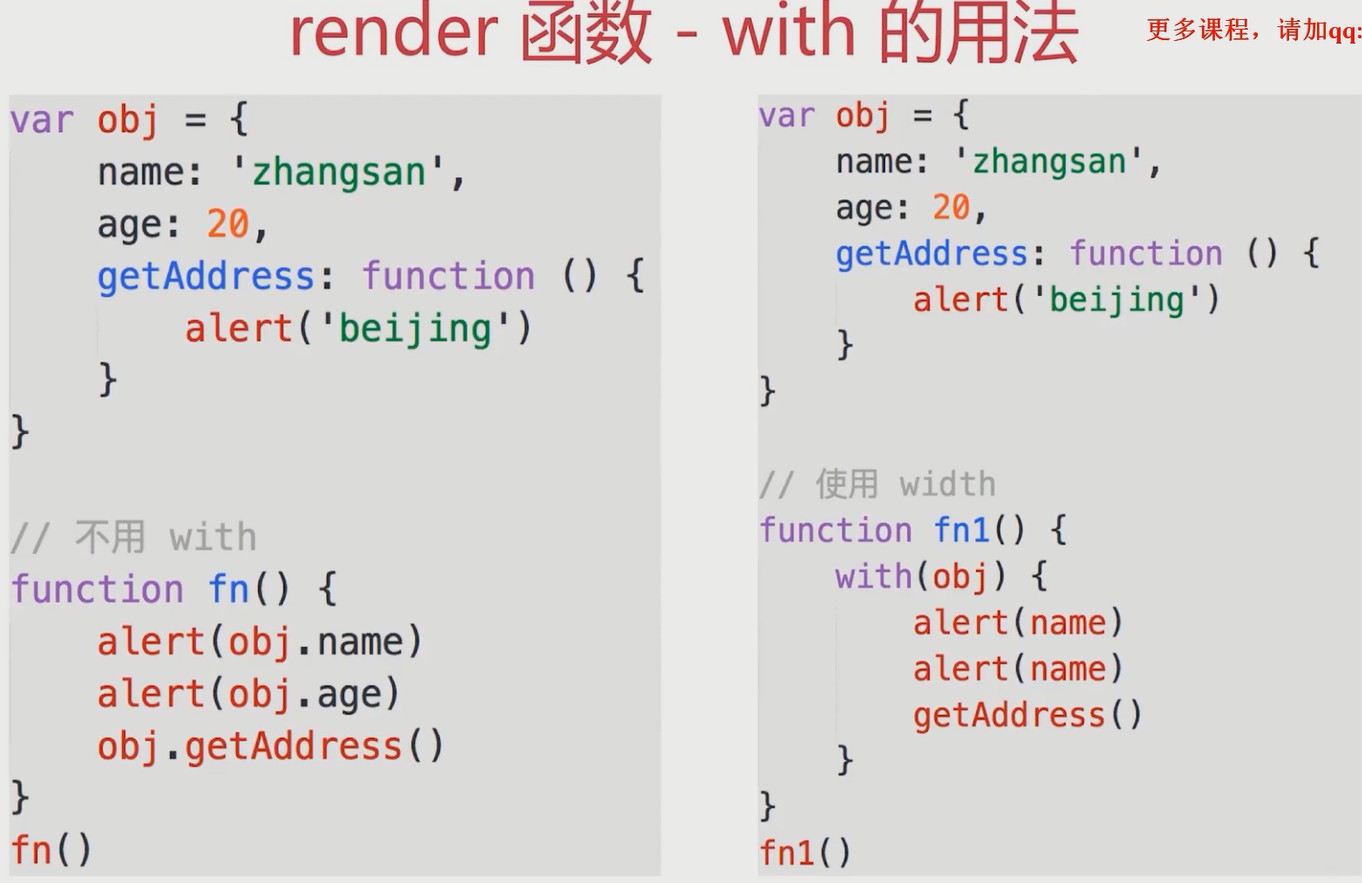 render 函数 - with 的用法
更多课程，请加qq:
var obj = {
    name: 'zhangsan',
    age: 20,
    getAddress: function () {
        alert('beijing')
    }
}

// 不用 with
function fn() {
    alert(obj.name)
    alert(obj.age)
    obj.getAddress()
}
fn()
var obj = {
    name: 'zhangsan',
    age: 20,
    getAddress: function () {
        alert('beijing')
    }
}

// 使用 width
function fn1() {
    with(obj) {
        alert(name)
        alert(name)
        getAddress()
    }
}
fn1()